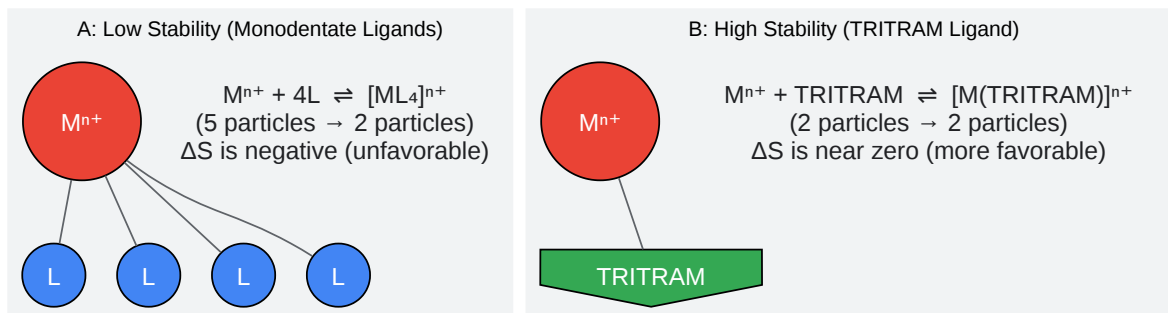 A: Low Stability (Monodentate Ligands)
Mⁿ⁺
Mⁿ⁺ + 4L ⇌ [ML₄]ⁿ⁺
(5 particles → 2 particles)
ΔS is negative (unfavorable)
L
L
L
L
B: High Stability (TRITRAM Ligand)
Mⁿ⁺
Mⁿ⁺ + TRITRAM ⇌ [M(TRITRAM)]ⁿ⁺
(2 particles → 2 particles)
ΔS is near zero (more favorable)
TRITRAM